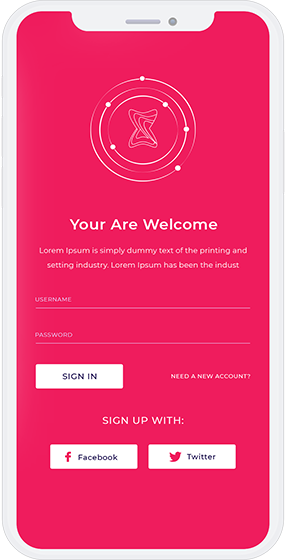 Your Are Welcome
Lorem Ipsum is simply dummy text of the printing and
setting industry. Lorem Ipsum has been the indust
USERNAME
PASSWORD
SIGN IN
NEED A NEW ACCOUNT?
SIGN UP WITH:
Facebook
Twitter